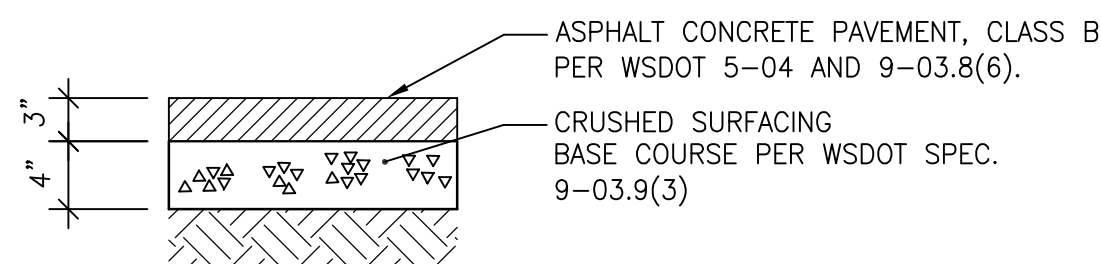 ASPHALT CONCRETE PAVEMENT, CLASS B
PER WSDOT 5-04 AND 9-03.8(6).
3"
CRUSHED SURFACING
BASE COURSE PER WSDOT SPEC.
9-03.9(3)
4"